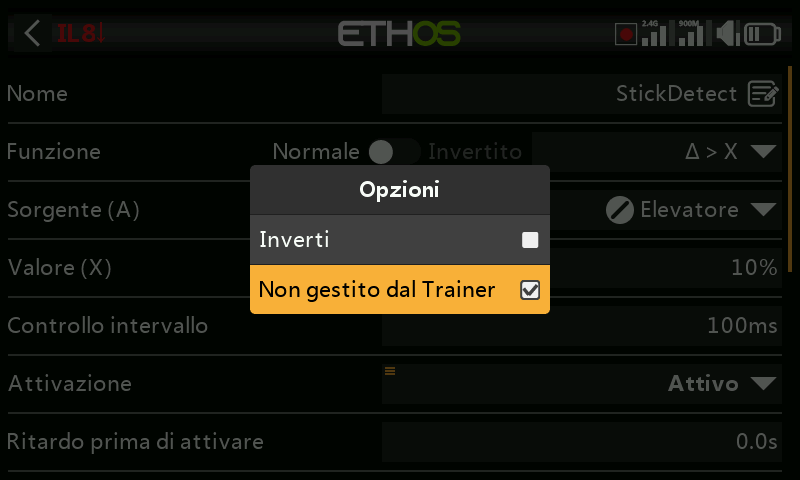 IL8↓ ETHOS 2.4G 900M
Nome StickDetect
Funzione Normale Invertito Δ > X
Opzioni
Sorgente (A) Elevatore
Inverti
Valore (X) 10%
Non gestito dal Trainer
Controllo intervallo 100ms
Attivazione Attivo
Ritardo prima di attivare 0.0s